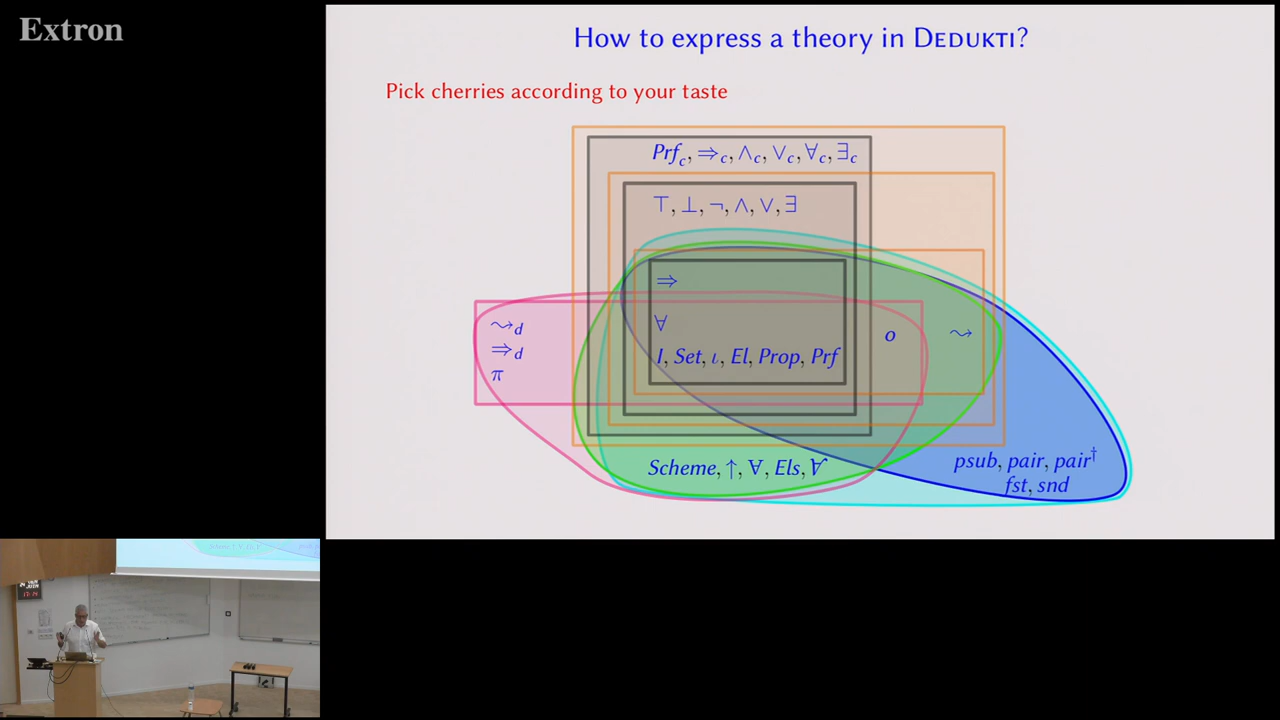 Extron
How to express a theory in DEDUKTI?
Pick cherries according to your taste
Prf_c, ⇒_c, ∧_c, ∨_c, ∀_c, ∃_c
⊤, ⊥, ¬, ∧, ∨, ∃
⇒
∀
I, Set, ι, El, Prop, Prf
⇝_d
⇒_d
π
o
⇝
Scheme, ↑, ∀, Els, Ɐ
psub, pair, pair†
fst, snd